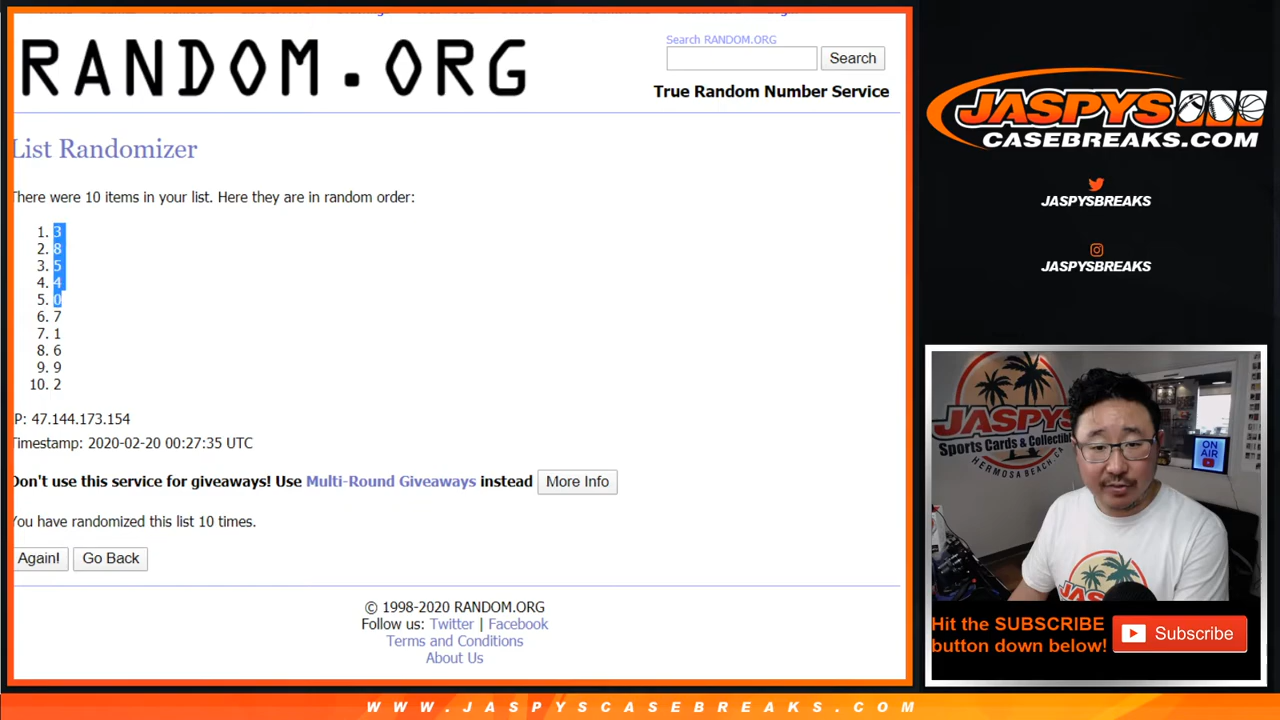 RANDOM.ORG
Search RANDOM.ORG
Search
True Random Number Service
List Randomizer
There were 10 items in your list. Here they are in random order:
1. 3
2. 8
3. 5
4. 4
5. 0
6. 7
7. 1
8. 6
9. 9
10. 2
IP: 47.144.173.154
Timestamp: 2020-02-20 00:27:35 UTC
Don't use this service for giveaways! Use Multi-Round Giveaways instead
More Info
You have randomized this list 10 times.
Again!
Go Back
© 1998-2020 RANDOM.ORG
Follow us: Twitter | Facebook
Terms and Conditions
About Us
JASPYS
CASEBREAKS.COM
JASPYSBREAKS
JASPYSBREAKS
JASPYS
Sports Cards & Collectibl
HERMOSA BEACH, CA
ON
AIR
JASP
Hit the SUBSCRIBE
button down below!
Subscribe
WWW.JASPYSCASEBREAKS.COM